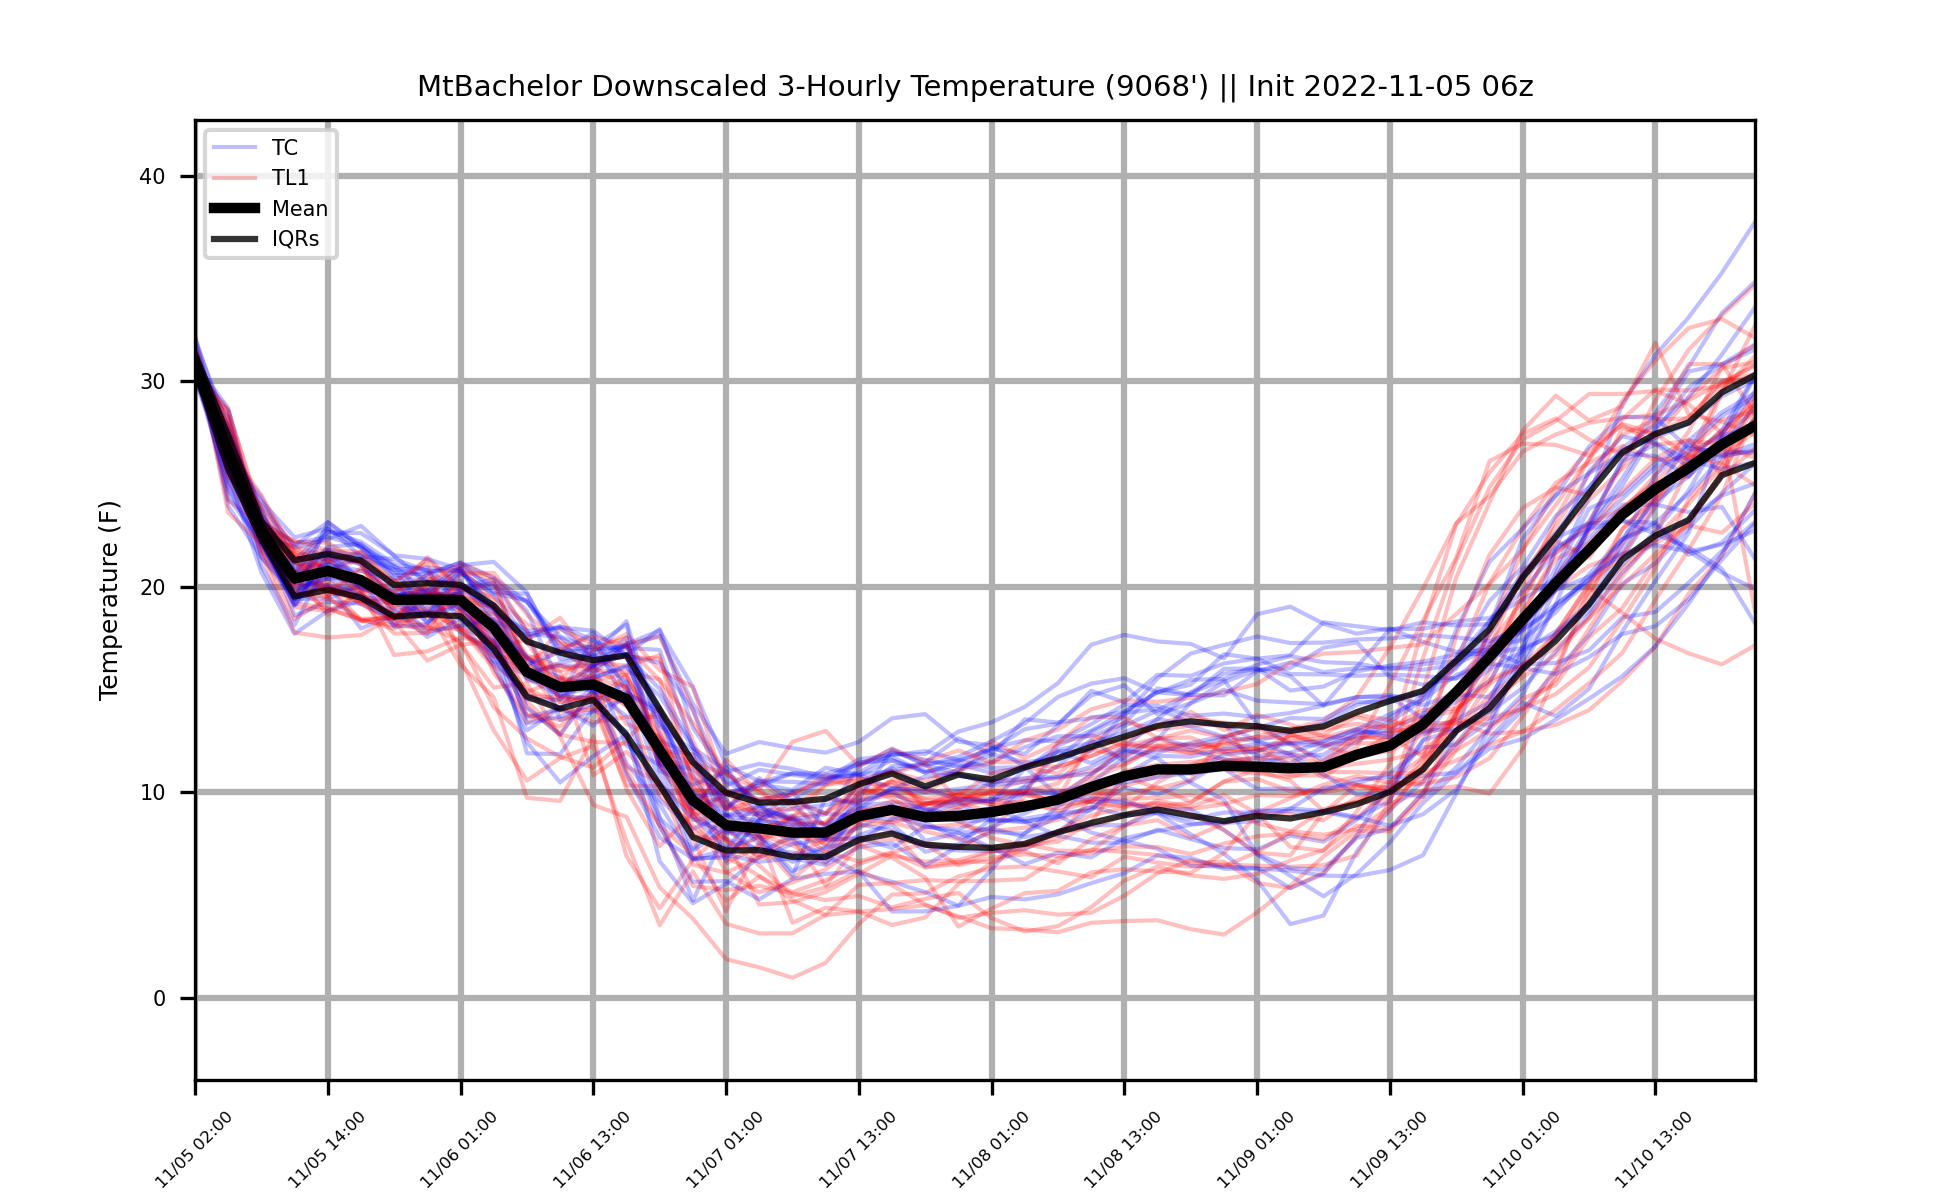 MtBachelor Downscaled 3-Hourly Temperature (9068') || Init 2022-11-05 06z
TC
TL1
Mean
IQRs
Temperature (F)
40
30
20
10
0
11/05 02:00
11/05 14:00
11/06 01:00
11/06 13:00
11/07 01:00
11/07 13:00
11/08 01:00
11/08 13:00
11/09 01:00
11/09 13:00
11/10 01:00
11/10 13:00